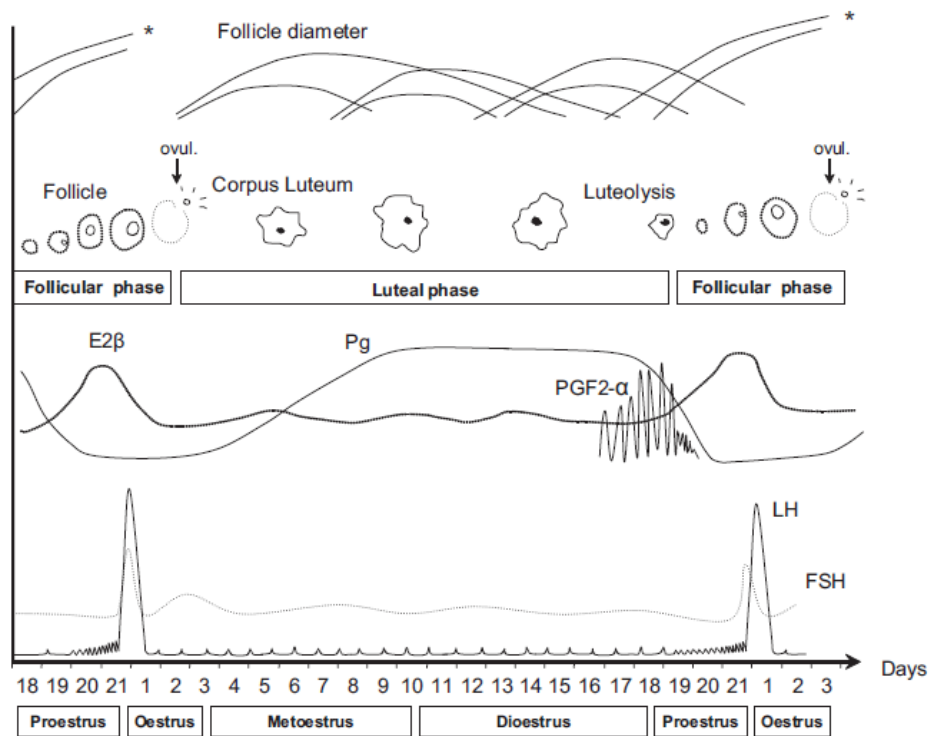 *
Follicle diameter
*
ovul.
ovul.
Follicle
Corpus Luteum
Luteolysis
Follicular phase
Luteal phase
Follicular phase
E2β
Pg
PGF2-α
LH
FSH
Days
18 19 20 21 1 2 3 4 5 6 7 8 9 10 11 12 13 14 15 16 17 18 19 20 21 1 2 3
Proestrus
Oestrus
Metoestrus
Dioestrus
Proestrus
Oestrus